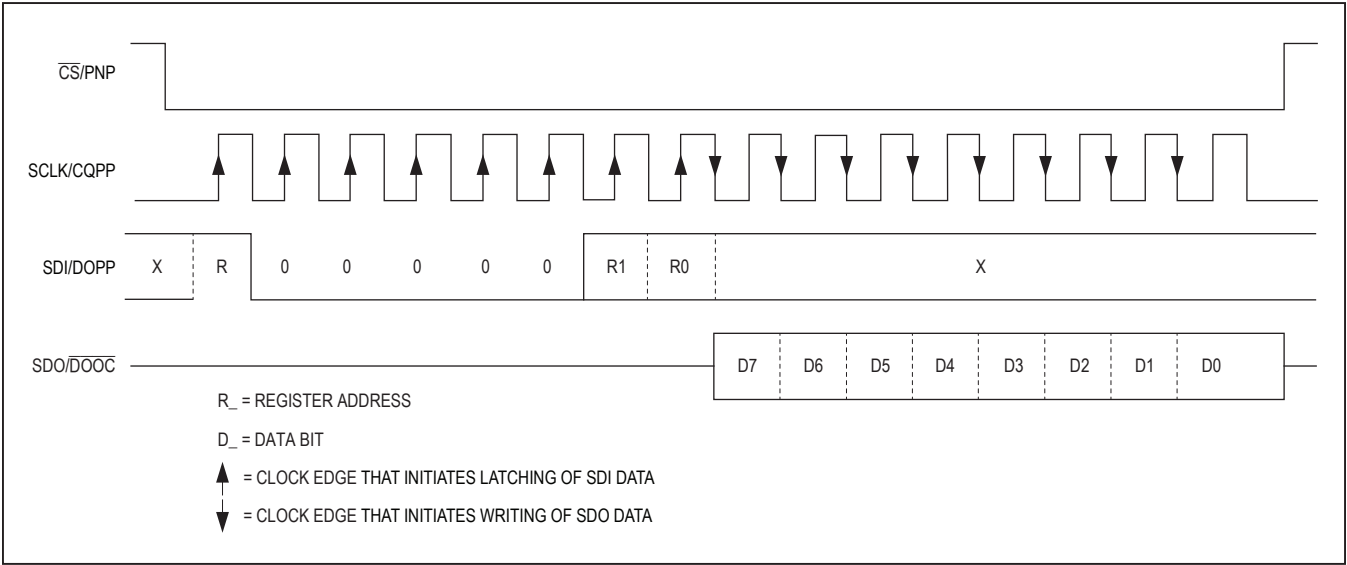 C̅S̅/PNP
SCLK/CQPP
SDI/DOPP X R 0 0 0 0 0 R1 R0 X
SDO/D̅O̅O̅C̅ D7 D6 D5 D4 D3 D2 D1 D0
R_ = REGISTER ADDRESS
D_ = DATA BIT
= CLOCK EDGE THAT INITIATES LATCHING OF SDI DATA
= CLOCK EDGE THAT INITIATES WRITING OF SDO DATA